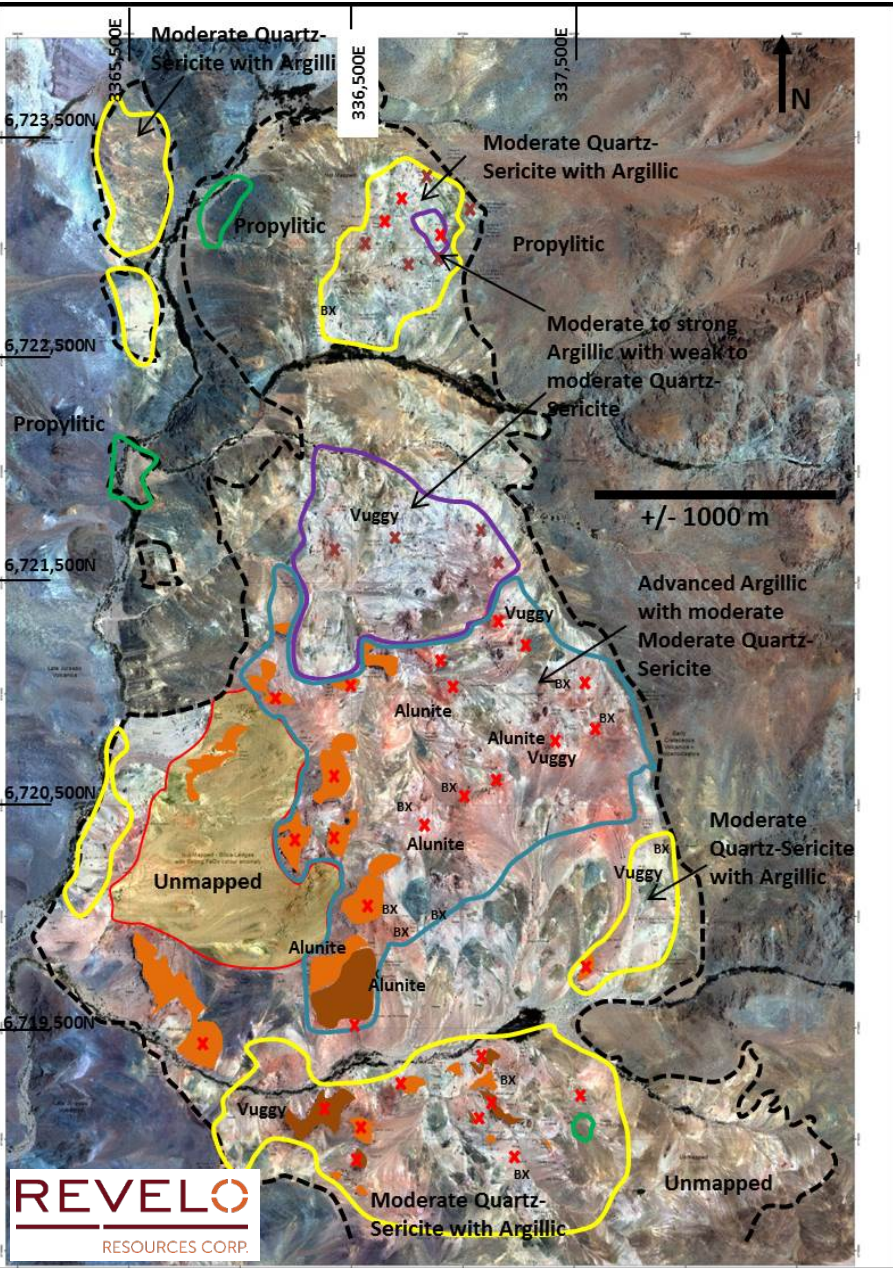 Moderate Quartz-
Sericite with Argilli
3365,500E
336,500E
337,500E
N
6,723,500N
Moderate Quartz-
Sericite with Argillic
Propylitic
Propylitic
BX
Moderate to strong
Argillic with weak to
moderate Quartz-
Sericite
6,722,500N
Propylitic
+/- 1000 m
Vuggy
6,721,500N
Advanced Argillic
with moderate
Moderate Quartz-
Sericite
Vuggy
BX
Alunite
BX
Alunite
Vuggy
6,720,500N
BX
BX
Alunite
Moderate
Quartz-Sericite
with Argillic
BX
Vuggy
Unmapped
BX
BX
BX
Alunite
Alunite
6,719,500N
BX
Vuggy
BX
Unmapped
Moderate Quartz-
Sericite with Argillic
REVELO
RESOURCES CORP.